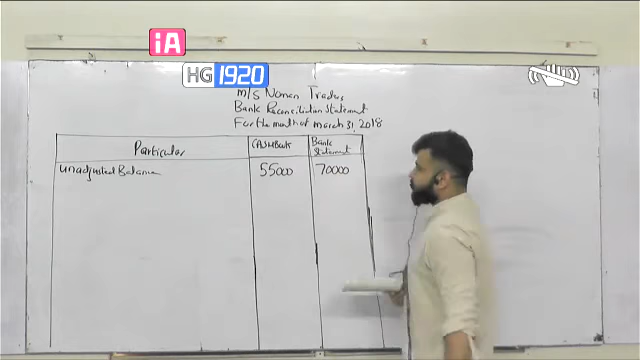 iA
HG 1920
M/S Noman Traders
Bank Reconciliation Statement
For the month of march 31, 2018
Particular
CASH Book
Bank Statement
Unadjusted Balance
55000
70000